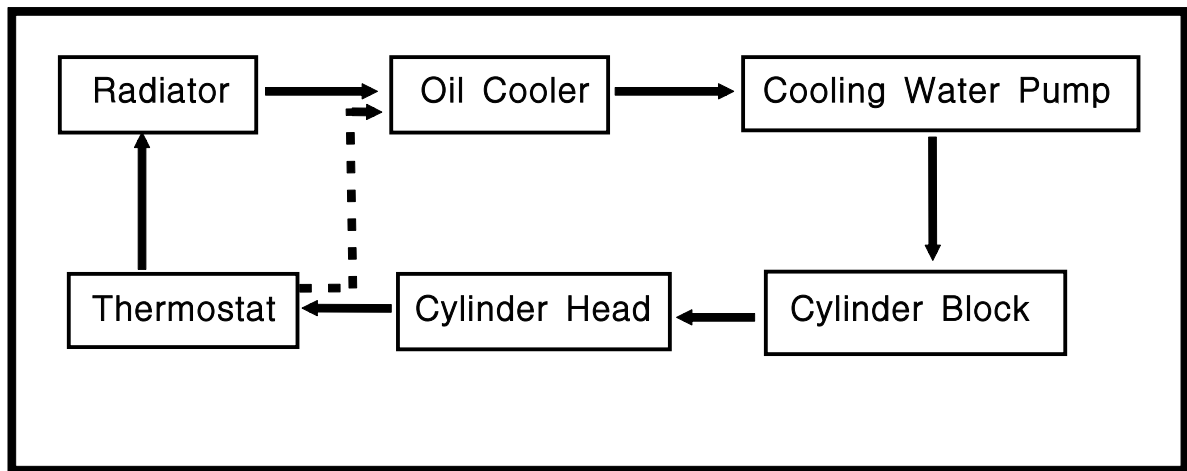 Radiator
Oil Cooler
Cooling Water Pump
Thermostat
Cylinder Head
Cylinder Block